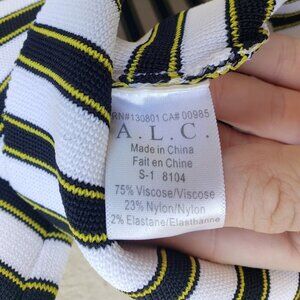 RN#130801 CA# 00985
A.L.C.
Made in China
Fait en Chine
S-1 8104
75% Viscose/Viscose
23% Nylon/Nylon
2% Elastane/Elasthanne